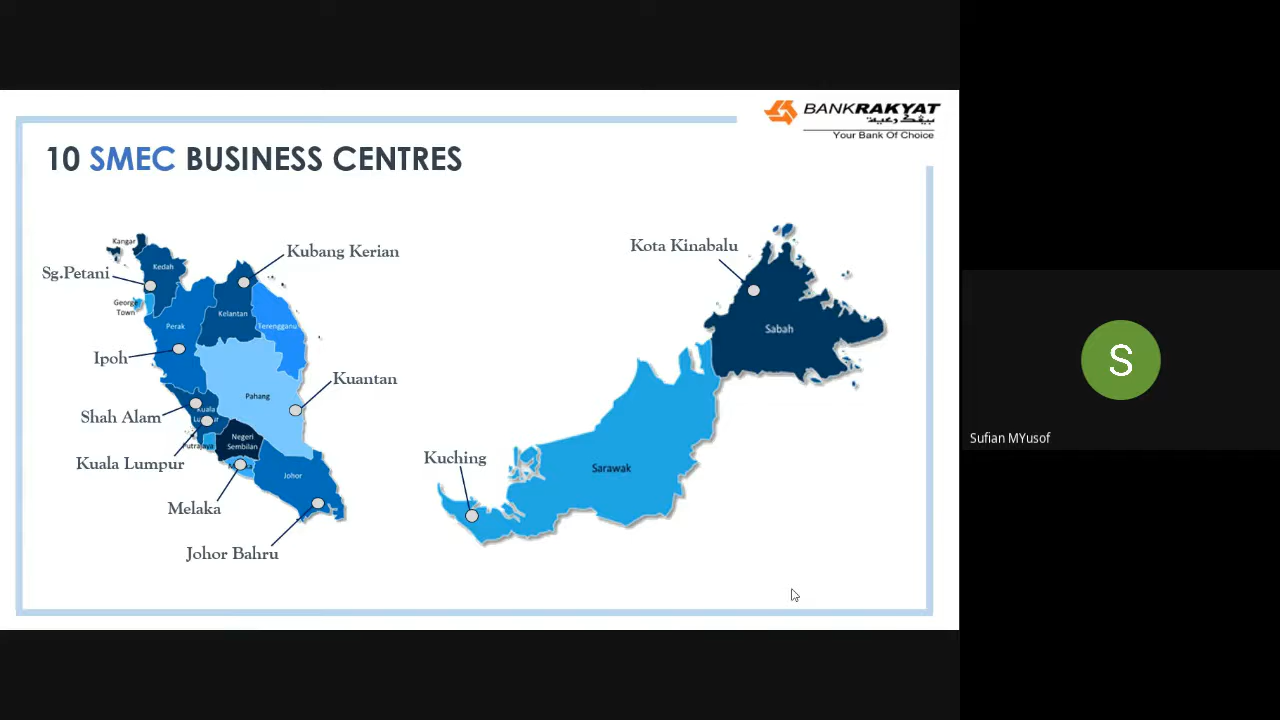 BANKRAKYAT
بيڤک رعية
Your Bank Of Choice
10 SMEC BUSINESS CENTRES
Kangar
Kedah
Sg.Petani
Kubang Kerian
George
Town
Kelantan
Terengganu
Perak
Ipoh
Kuantan
Pahang
Shah Alam
Kuala
Putrajaya
Negeri
Sembilan
Kuala Lumpur
Johor
Melaka
Johor Bahru
Kota Kinabalu
Sabah
Kuching
Sarawak
S
Sufian MYusof